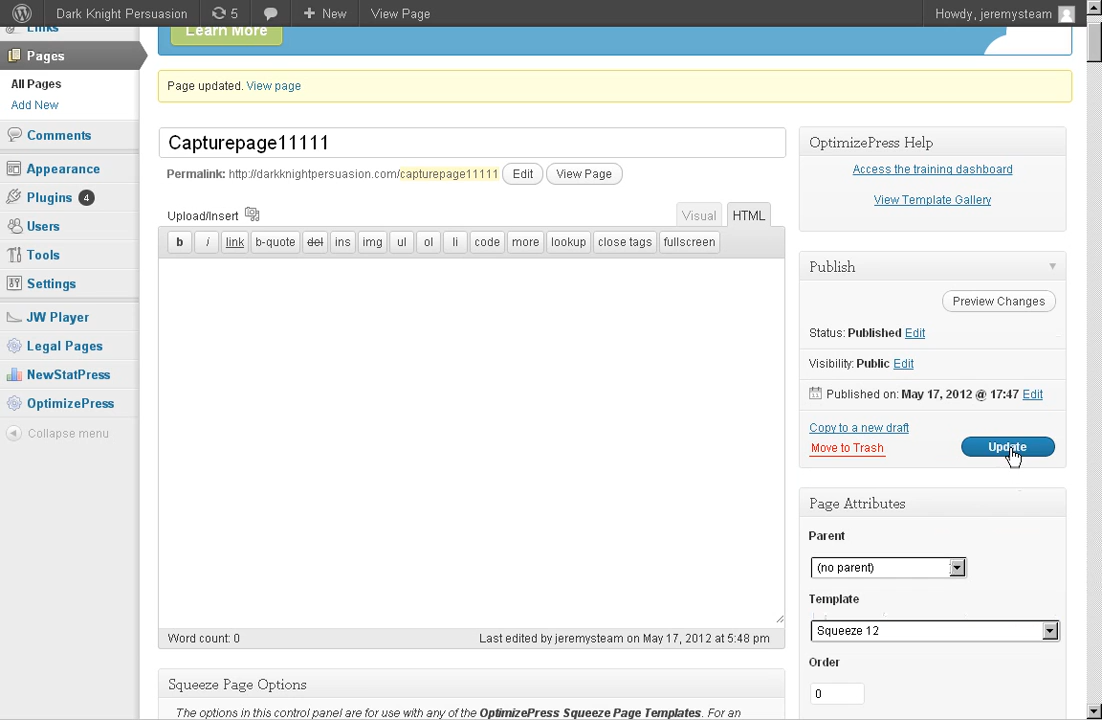 Dark Knight Persuasion 5 + New View Page Howdy, jeremysteam
Links
Learn More
Pages
All Pages
Add New
Comments
Appearance
Plugins 4
Users
Tools
Settings
JW Player
Legal Pages
NewStatPress
OptimizePress
Collapse menu
Page updated. View page
Capturepage11111
Permalink: http://darkknightpersuasion.com/capturepage11111 Edit View Page
Upload/Insert Visual HTML
b i link b-quote del ins img ul ol li code more lookup close tags fullscreen
Word count: 0 Last edited by jeremysteam on May 17, 2012 at 5:48 pm
Squeeze Page Options
The options in this control panel are for use with any of the OptimizePress Squeeze Page Templates. For an
OptimizePress Help
Access the training dashboard
View Template Gallery
Publish
Preview Changes
Status: Published Edit
Visibility: Public Edit
Published on: May 17, 2012 @ 17:47 Edit
Copy to a new draft
Move to Trash Update
Page Attributes
Parent
(no parent)
Template
Squeeze 12
Order
0